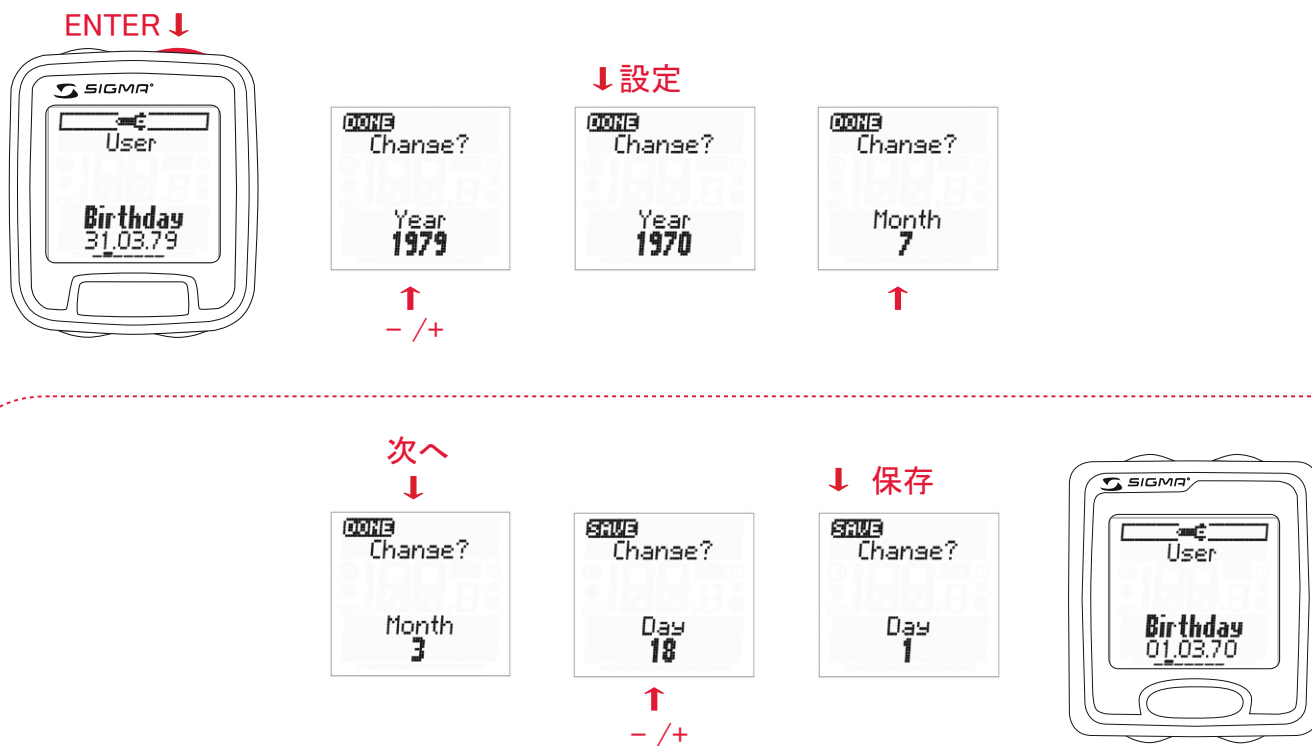 ENTER ↓
SIGMA®
User
Birthday
31.03.79
DONE
Change?
Year
1979
− /+
↓設定
DONE
Change?
Year
1970
DONE
Change?
Month
7
次へ
DONE
Change?
Month
3
SAVE
Change?
Day
18
− /+
↓ 保存
SAVE
Change?
Day
1
SIGMA®
User
Birthday
01.03.70